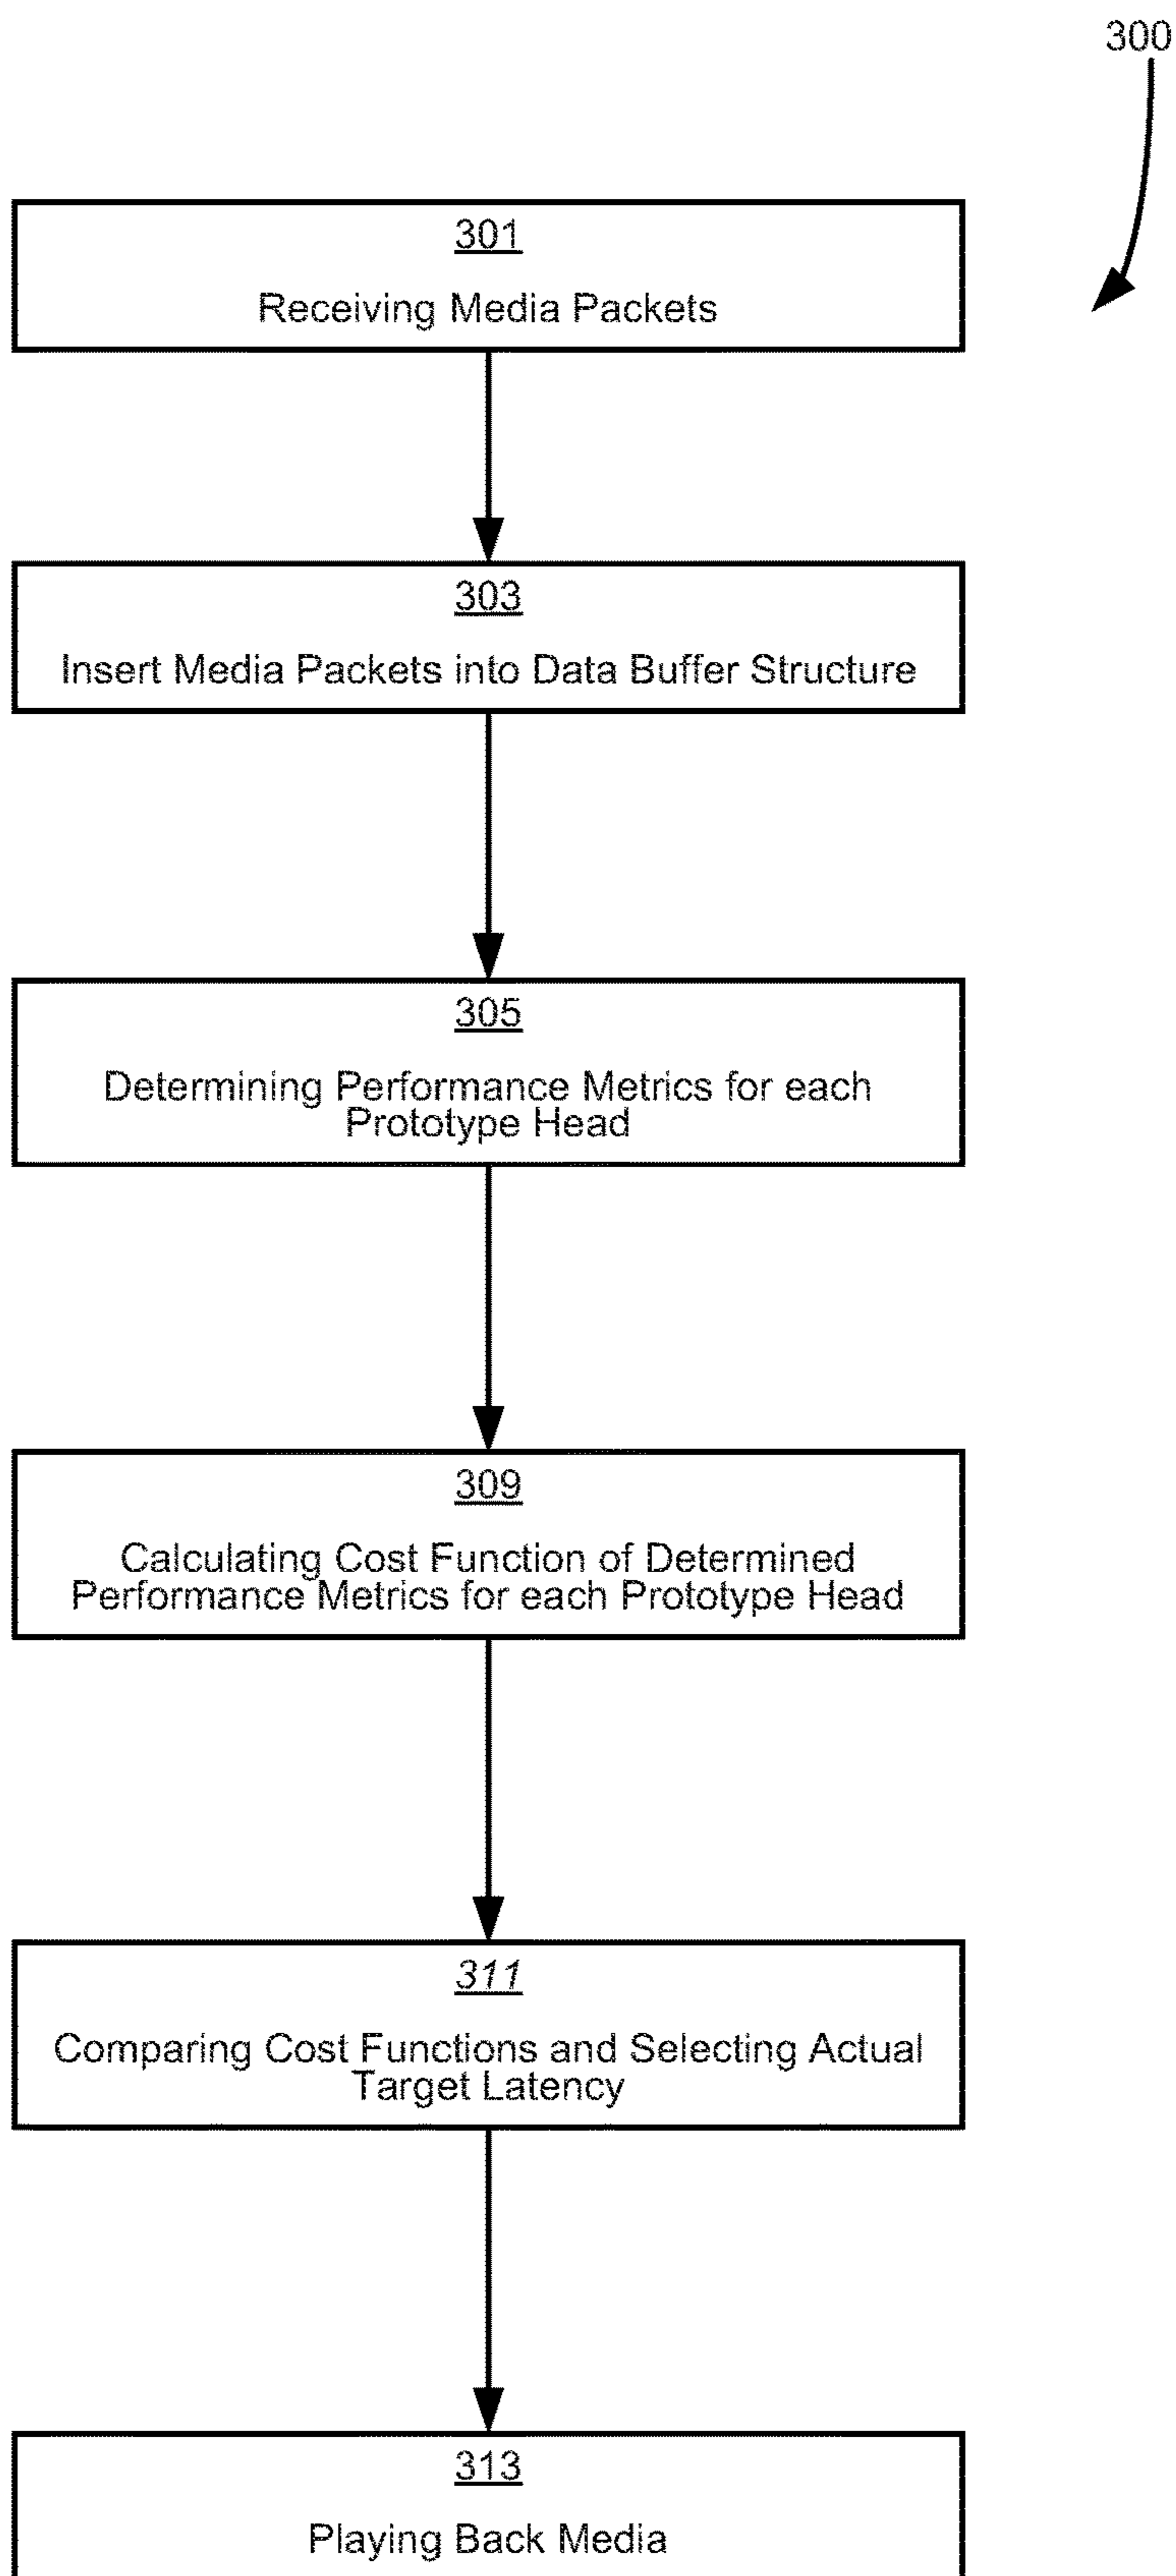 300
301
Receiving Media Packets
303
Insert Media Packets into Data Buffer Structure
305
Determining Performance Metrics for each
Prototype Head
309
Calculating Cost Function of Determined
Performance Metrics for each Prototype Head
311
Comparing Cost Functions and Selecting Actual
Target Latency
313
Playing Back Media